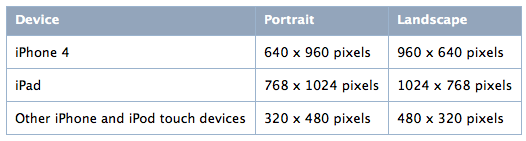 Device Portrait Landscape
iPhone 4 640 x 960 pixels 960 x 640 pixels
iPad 768 x 1024 pixels 1024 x 768 pixels
Other iPhone and iPod touch devices 320 x 480 pixels 480 x 320 pixels